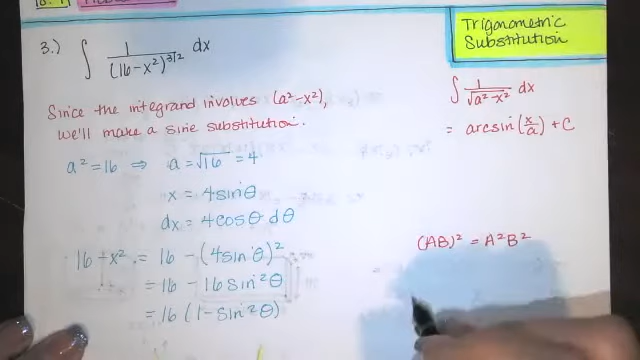 Trigonometric
Substitution
3.) ∫ 1/(16-x²)^3/2 dx
∫ 1/√a²-x² dx
Since the integrand involves (a²-x²),
we'll make a sine substitution.
= arcsin(x/a) + C
a² = 16 ⇒ a = √16 = 4
x = 4sinθ
dx = 4cosθ dθ
(AB)² = A²B²
16-x² = 16 - (4sinθ)²
= 16 - 16sin²θ
= 16 (1-sin²θ)